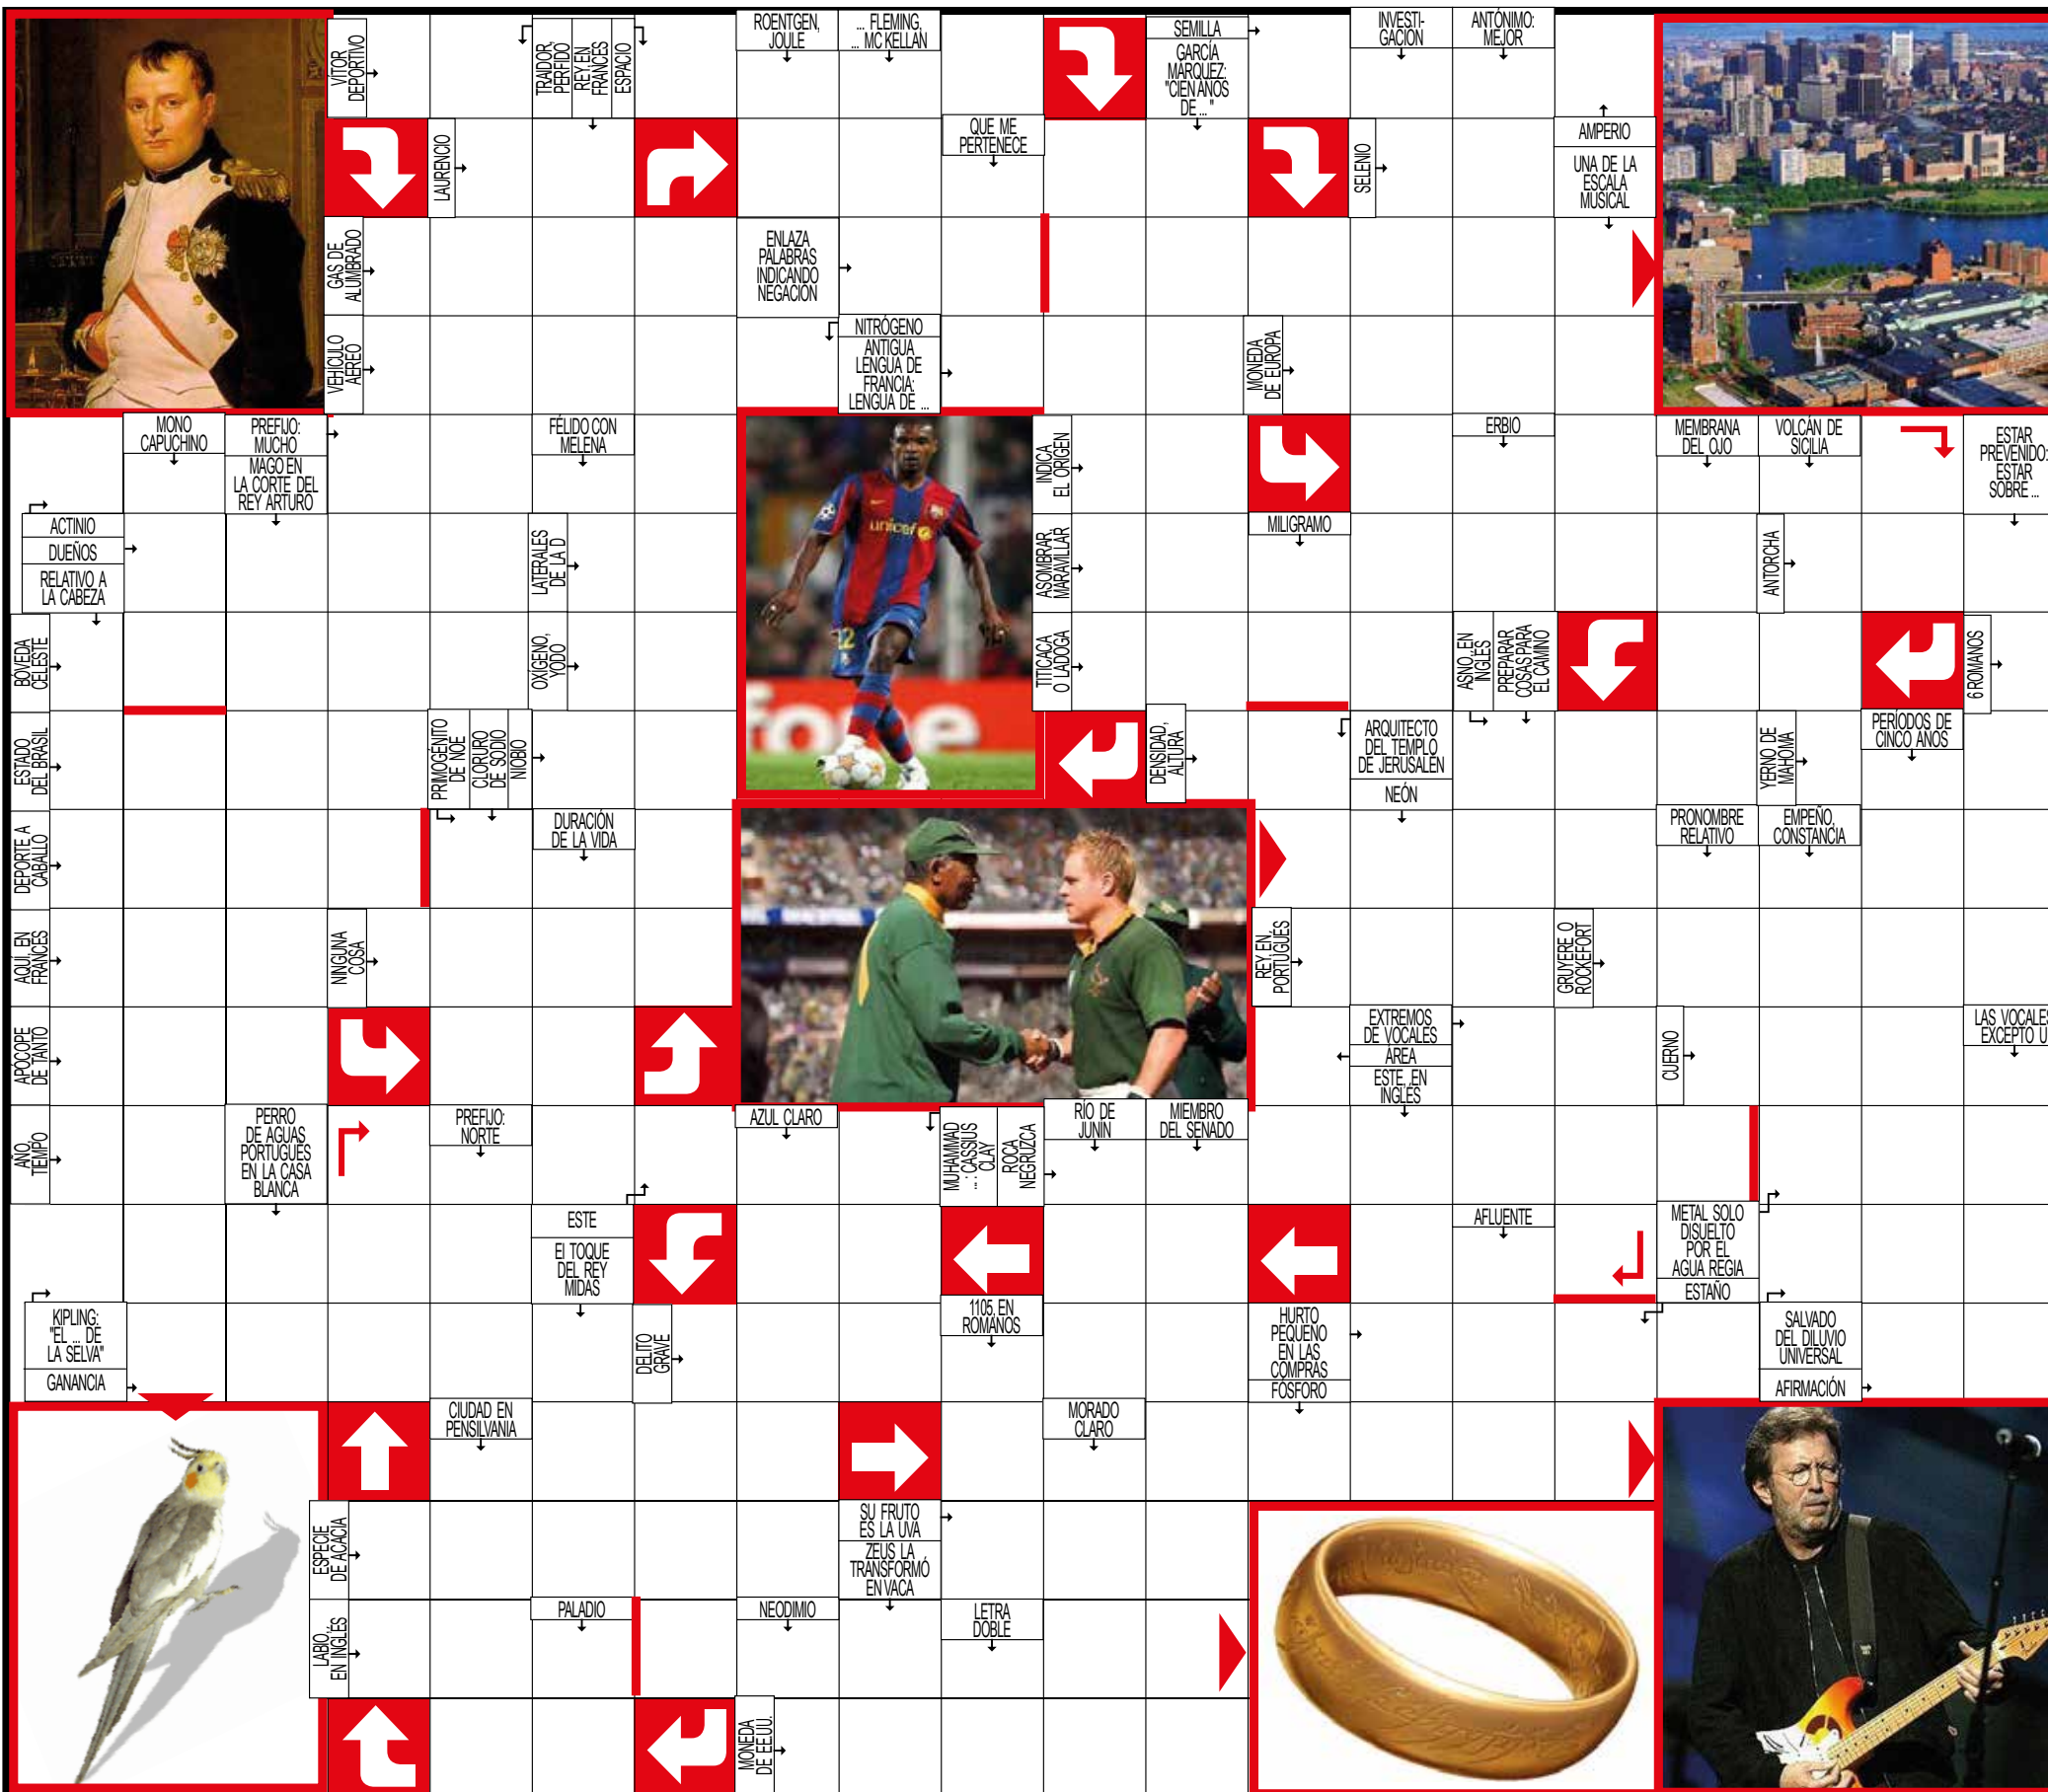 VÍTOR
DEPORTIVO
TRAIDOR,
PÉRFIDO
REY EN
FRANCÉS
ESPACIO
ROENTGEN,
JOULE
... FLEMING,
... MC KELLAN
SEMILLA
GARCÍA
MÁRQUEZ:
"CIEN AÑOS
DE ..."
INVESTI-
GACIÓN
ANTÓNIMO:
MEJOR
LAURENCIO
QUE ME
PERTENECE
SELENIO
AMPERIO
UNA DE LA
ESCALA
MUSICAL
GAS DE
ALUMBRADO
ENLAZA
PALABRAS
INDICANDO
NEGACIÓN
VEHÍCULO
AÉREO
NITRÓGENO
ANTIGUA
LENGUA DE
FRANCIA:
LENGUA DE ...
MONEDA
DE EUROPA
MONO
CAPUCHINO
PREFIJO:
MUCHO
MAGO EN
LA CORTE DEL
REY ARTURO
FÉLIDO CON
MELENA
INDICA
EL ORIGEN
ERBIO
MEMBRANA
DEL OJO
VOLCÁN DE
SICILIA
ESTAR
PREVENIDO:
ESTAR
SOBRE ...
ACTINIO
DUEÑOS
RELATIVO A
LA CABEZA
LATERALES
DE LA D
unicef
ASOMBRAR,
MARAVILLAR
MILIGRAMO
ANTORCHA
BÓVEDA
CELESTE
OXÍGENO,
YODO
22
TITICACA
O LADOGA
ASNO, EN
INGLÉS
PREPARAR
COSAS PARA
EL CAMINO
6 ROMANOS
ESTADO
DEL BRASIL
PRIMOGÉNITO
DE NOÉ
CLORURO
DE SODIO
NIOBIO
fone
DENSIDAD,
ALTURA
ARQUITECTO
DEL TEMPLO
DE JERUSALÉN
NEÓN
YERNO DE
MAHOMA
PERÍODOS DE
CINCO AÑOS
DEPORTE A
CABALLO
DURACIÓN
DE LA VIDA
PRONOMBRE
RELATIVO
EMPEÑO,
CONSTANCIA
AQUÍ, EN
FRANCÉS
NINGUNA
COSA
REY, EN
PORTUGUÉS
GRUYERE O
ROCKEFORT
APÓCOPE
DE TANTO
EXTREMOS
DE VOCALES
ÁREA
ESTE, EN
INGLÉS
CUERNO
LAS VOCALES
EXCEPTO U
AÑO,
TIEMPO
PERRO
DE AGUAS
PORTUGUÉS
EN LA CASA
BLANCA
PREFIJO:
NORTE
AZUL CLARO
MUHAMMAD
...: CASSIUS
CLAY
ROCA
NEGRUZCA
RÍO DE
JUNÍN
MIEMBRO
DEL SENADO
ESTE
El TOQUE
DEL REY
MIDAS
AFLUENTE
METAL SOLO
DISUELTO
POR EL
AGUA REGIA
ESTAÑO
KIPLING:
"EL ... DE
LA SELVA"
GANANCIA
DELITO
GRAVE
1105, EN
ROMANOS
HURTO
PEQUEÑO
EN LAS
COMPRAS
FÓSFORO
SALVADO
DEL DILUVIO
UNIVERSAL
AFIRMACIÓN
CIUDAD EN
PENSILVANIA
MORADO
CLARO
ESPECIE
DE ACACIA
SU FRUTO
ES LA UVA
ZEUS LA
TRANSFORMÓ
EN VACA
LABIO,
EN INGLÉS
PALADIO
NEODIMIO
LETRA
DOBLE
MONEDA
DE EE.UU.